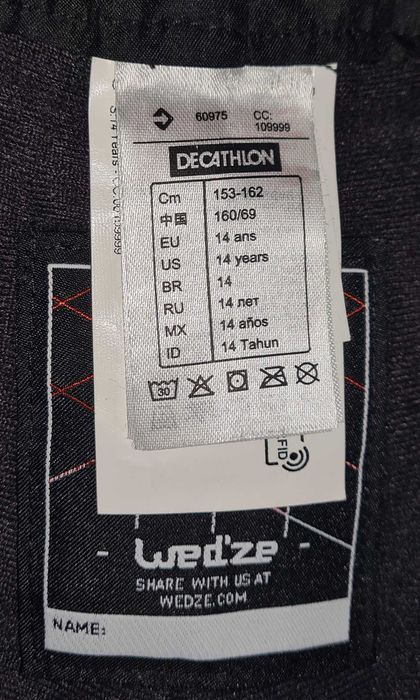 60975 CC: 109999
DECATHLON
Cm 153-162
中国 160/69
EU 14 ans
US 14 years
BR 14
RU 14 лет
MX 14 años
ID 14 Tahun
30
RFID
- wed'ze -
SHARE WITH US AT
WEDZE.COM
NAME: